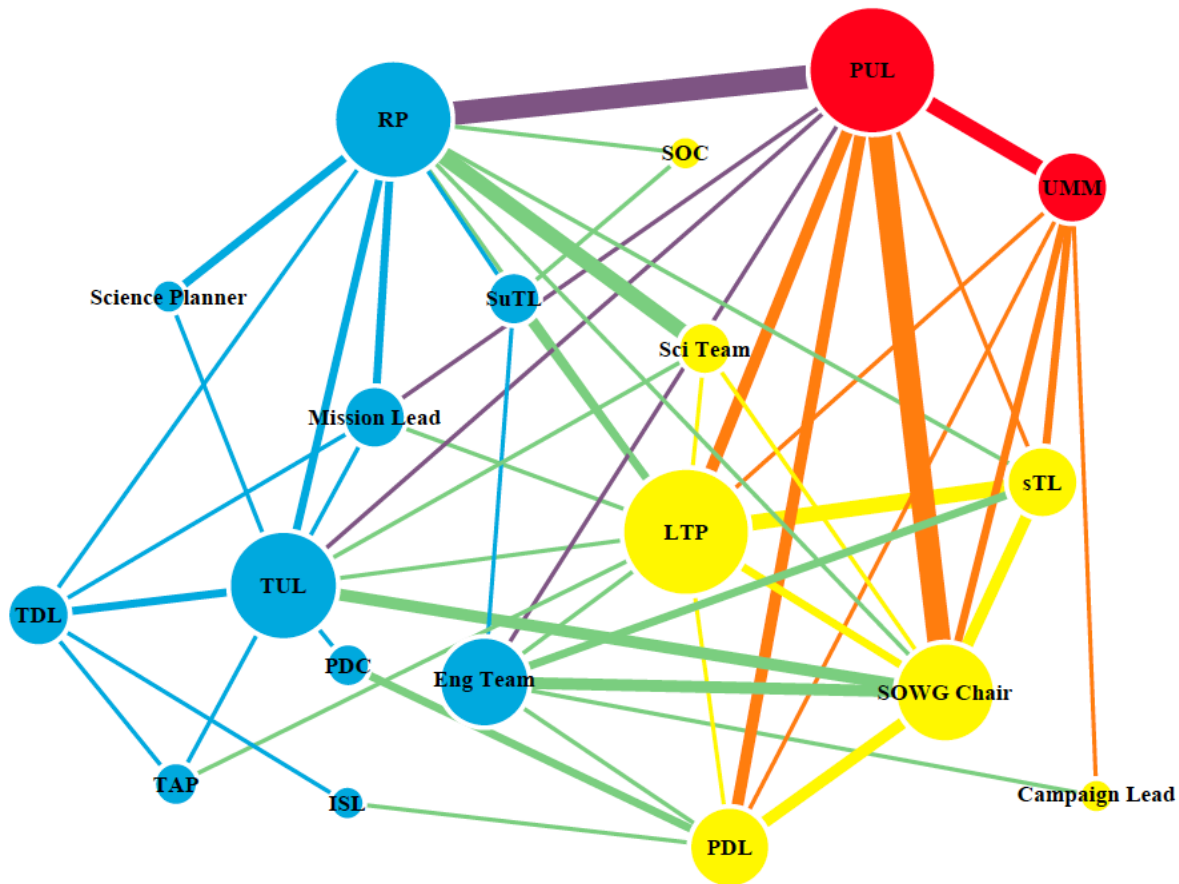 PUL
RP
SOC
UMM
Science Planner
SuTL
Sci Team
Mission Lead
sTL
LTP
TUL
TDL
PDC
Eng Team
SOWG Chair
TAP
ISL
Campaign Lead
PDL